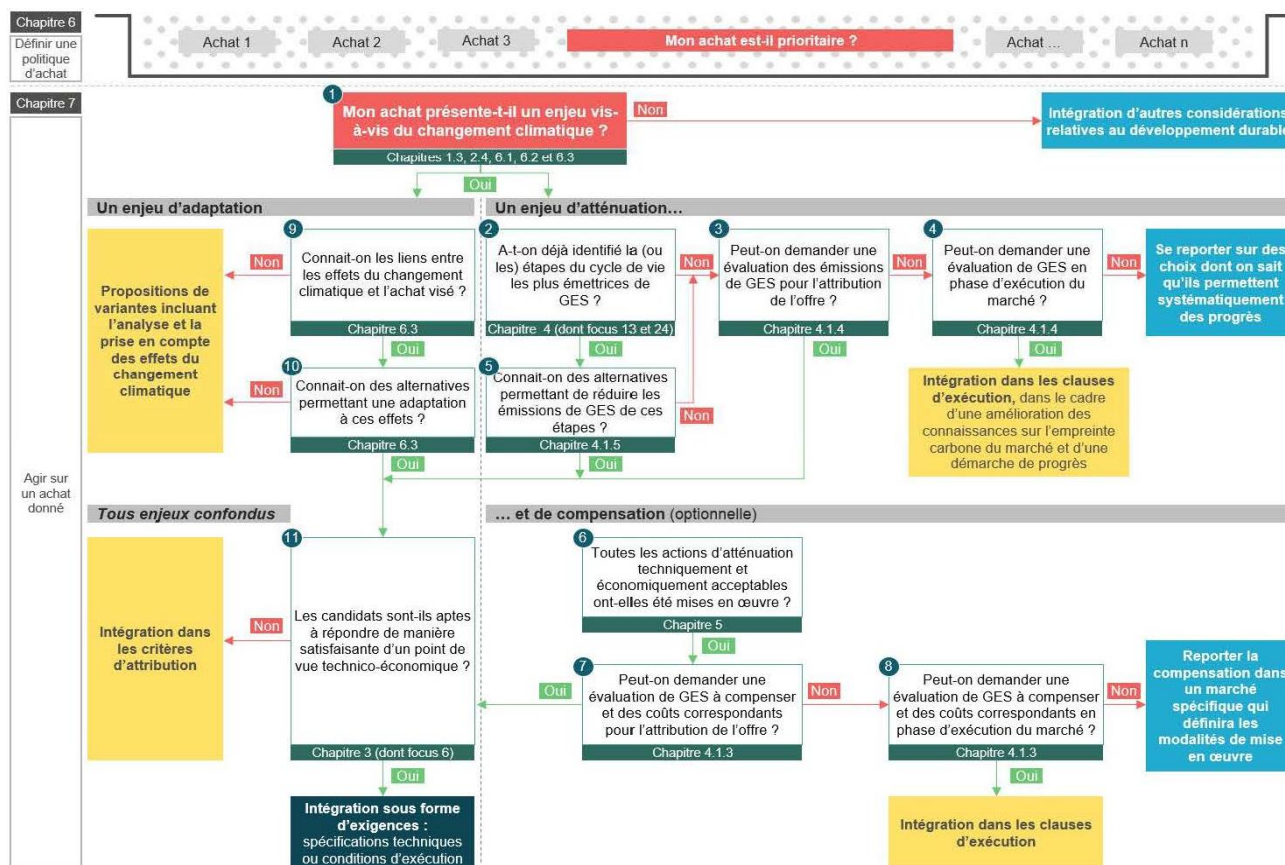 Chapitre 6
Définir une
politique
d'achat
Achat 1
Achat 2
Achat 3
Mon achat est-il prioritaire ?
Achat ...
Achat n
Chapitre 7
Agir sur
un achat
donné
1
Mon achat présente-t-il un enjeu vis-
à-vis du changement climatique ?
Chapitres 1.3, 2.4, 6.1, 6.2 et 6.3
Non
Intégration d'autres considérations
relatives au développement durable
Oui
Un enjeu d'adaptation
Un enjeu d'atténuation...
Propositions de
variantes incluant
l'analyse et la
prise en compte
des effets du
changement
climatique
Non
9
Connait-on les liens entre
les effets du changement
climatique et l'achat visé ?
Chapitre 6.3
Oui
Non
10
Connait-on des alternatives
permettant une adaptation
à ces effets ?
Chapitre 6.3
Oui
2
A-t-on déjà identifié la (ou
les) étapes du cycle de vie
les plus émettrices de
GES ?
Chapitre 4 (dont focus 13 et 24)
Non
Oui
5
Connait-on des alternatives
permettant de réduire les
émissions de GES de ces
étapes ?
Chapitre 4.1.5
Non
Oui
3
Peut-on demander une
évaluation des émissions
de GES pour l'attribution
de l'offre ?
Chapitre 4.1.4
Non
Oui
4
Peut-on demander une
évaluation de GES en
phase d'exécution du
marché ?
Chapitre 4.1.4
Non
Oui
Se reporter sur des
choix dont on sait
qu'ils permettent
systématiquement
des progrès
Intégration dans les clauses
d'exécution, dans le cadre
d'une amélioration des
connaissances sur l'empreinte
carbone du marché et d'une
démarche de progrès
Tous enjeux confondus
... et de compensation (optionnelle)
Intégration dans
les critères
d'attribution
Non
11
Les candidats sont-ils aptes
à répondre de manière
satisfaisante d'un point de
vue technico-économique ?
Chapitre 3 (dont focus 6)
Oui
Intégration sous forme
d'exigences :
spécifications techniques
ou conditions d'exécution
6
Toutes les actions d'atténuation
techniquement et
économiquement acceptables
ont-elles été mises en œuvre ?
Chapitre 5
Oui
Oui
7
Peut-on demander une
évaluation de GES à compenser
et des coûts correspondants
pour l'attribution de l'offre ?
Chapitre 4.1.3
Non
8
Peut-on demander une
évaluation de GES à compenser
et des coûts correspondants en
phase d'exécution du marché ?
Chapitre 4.1.3
Non
Oui
Reporter la
compensation dans
un marché
spécifique qui
définira les
modalités de mise
en œuvre
Intégration dans les clauses
d'exécution